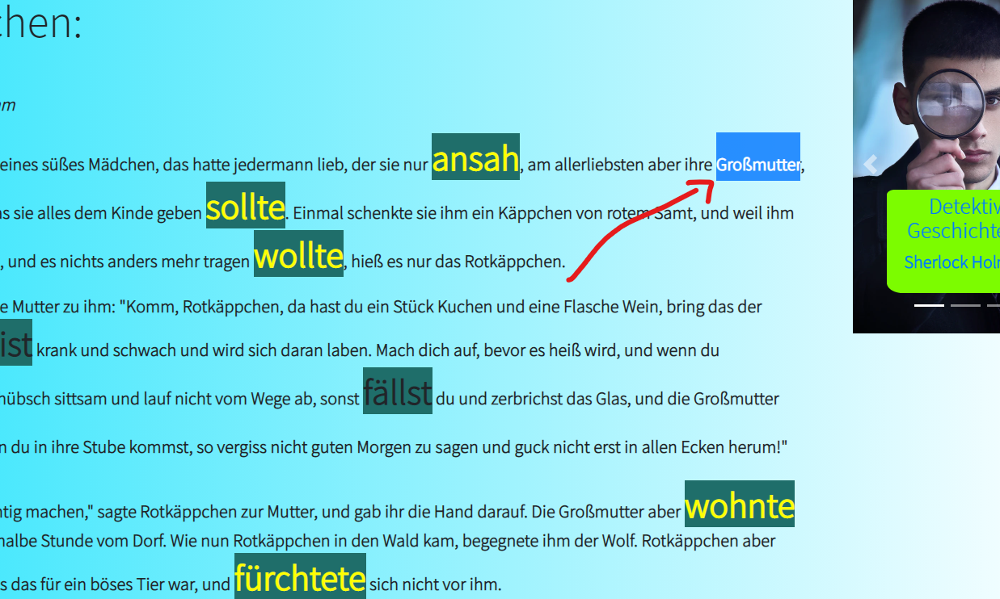 chen:
eines süßes Mädchen, das hatte jedermann lieb, der sie nur ansah, am allerliebsten aber ihre Großmutter,
sie alles dem Kinde geben sollte. Einmal schenkte sie ihm ein Käppchen von rotem Samt, und weil ihm
, und es nichts anders mehr tragen wollte, hieß es nur das Rotkäppchen.
e Mutter zu ihm: "Komm, Rotkäppchen, da hast du ein Stück Kuchen und eine Flasche Wein, bring das der
ist krank und schwach und wird sich daran laben. Mach dich auf, bevor es heiß wird, und wenn du
hübsch sittsam und lauf nicht vom Wege ab, sonst fällst du und zerbrichst das Glas, und die Großmutter
n du in ihre Stube kommst, so vergiss nicht guten Morgen zu sagen und guck nicht erst in allen Ecken herum!"
htig machen," sagte Rotkäppchen zur Mutter, und gab ihr die Hand darauf. Die Großmutter aber wohnte
halbe Stunde vom Dorf. Wie nun Rotkäppchen in den Wald kam, begegnete ihm der Wolf. Rotkäppchen aber
s das für ein böses Tier war, und fürchtete sich nicht vor ihm.
Detektiv
Geschichte
Sherlock Hol